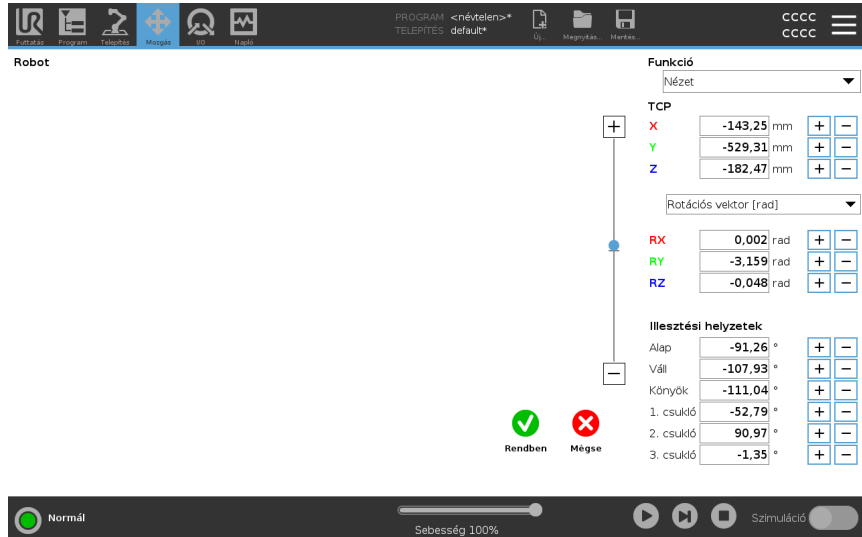 UR
PROGRAM <névtelen>*
TELEPÍTÉS default*
cccc
cccc
Futtatás Program Telepítés Mozgás I/O Napló Új... Megnyitás... Mentés...
Robot
Funkció
Nézet
TCP
X -143,25 mm + −
Y -529,31 mm + −
Z -182,47 mm + −
Rotációs vektor [rad]
RX 0,002 rad + −
RY -3,159 rad + −
RZ -0,048 rad + −
Illesztési helyzetek
Alap -91,26 ° + −
Váll -107,93 ° + −
Könyök -111,04 ° + −
1. csukló -52,79 ° + −
2. csukló 90,97 ° + −
3. csukló -1,35 ° + −
Rendben Mégse
Normál
Sebesség 100%
Szimuláció